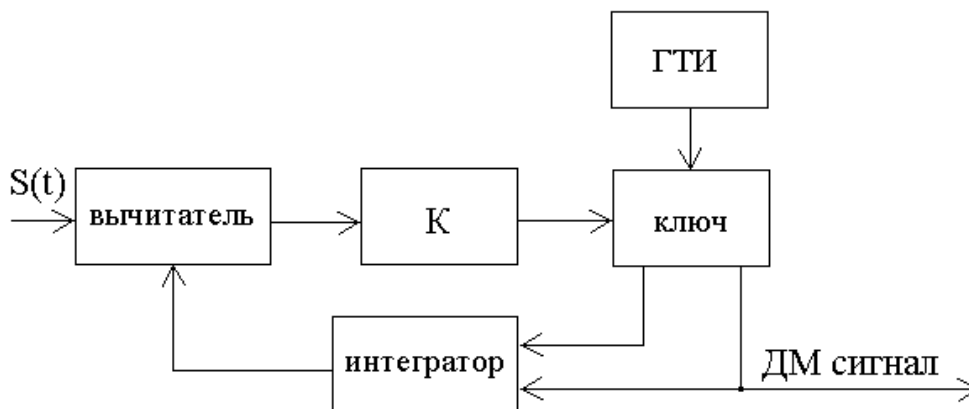 ГТИ
S(t)
вычитатель
К
ключ
интегратор
ДМ сигнал